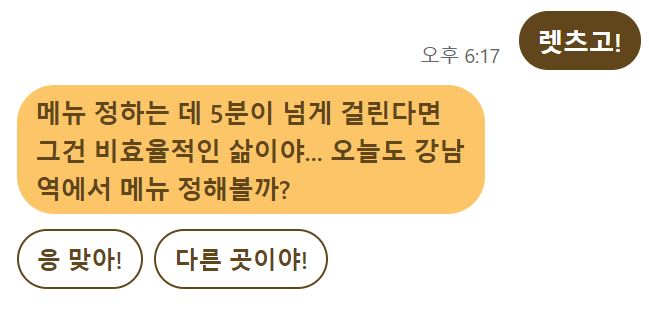 렛츠고!
오후 6:17
메뉴 정하는 데 5분이 넘게 걸린다면
그건 비효율적인 삶이야... 오늘도 강남
역에서 메뉴 정해볼까?
응 맞아!
다른 곳이야!